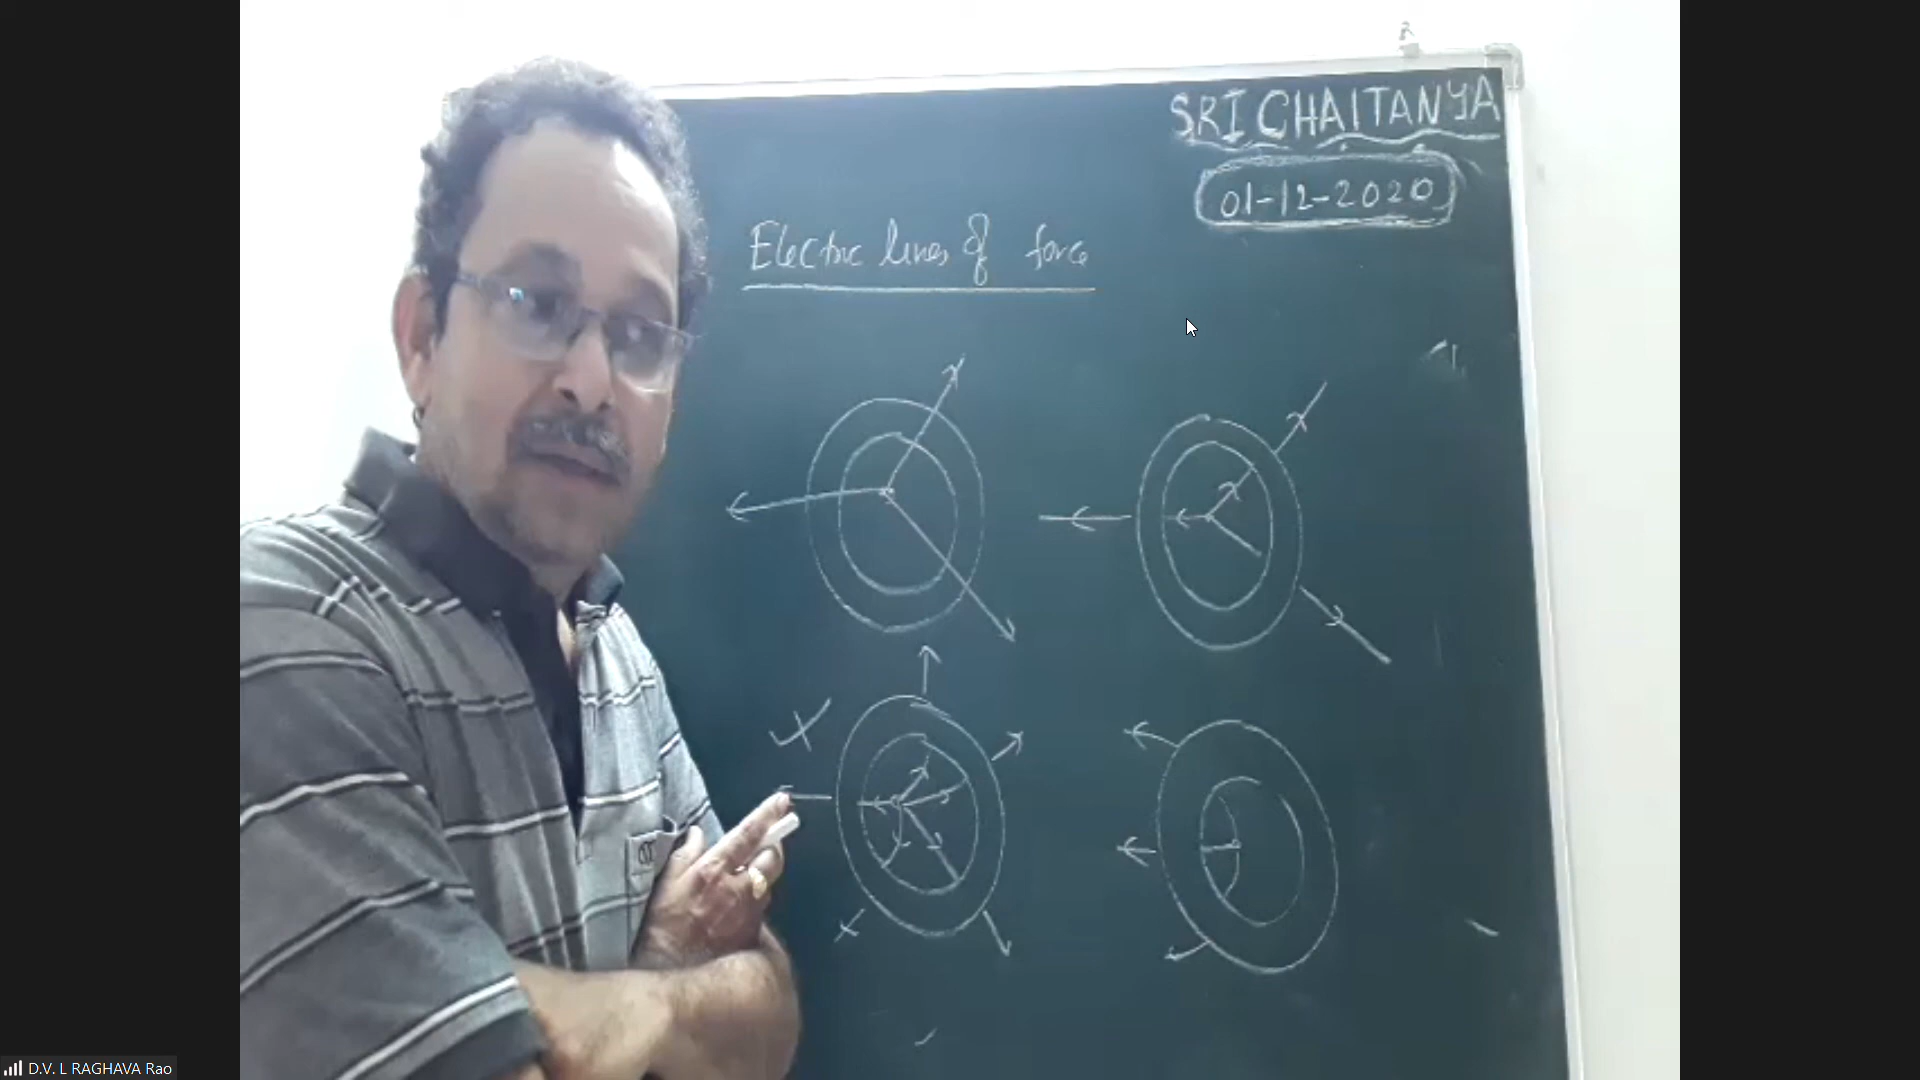 SRI CHAITANYA
01-12-2020
Electric lines of force
D.V. L RAGHAVA Rao